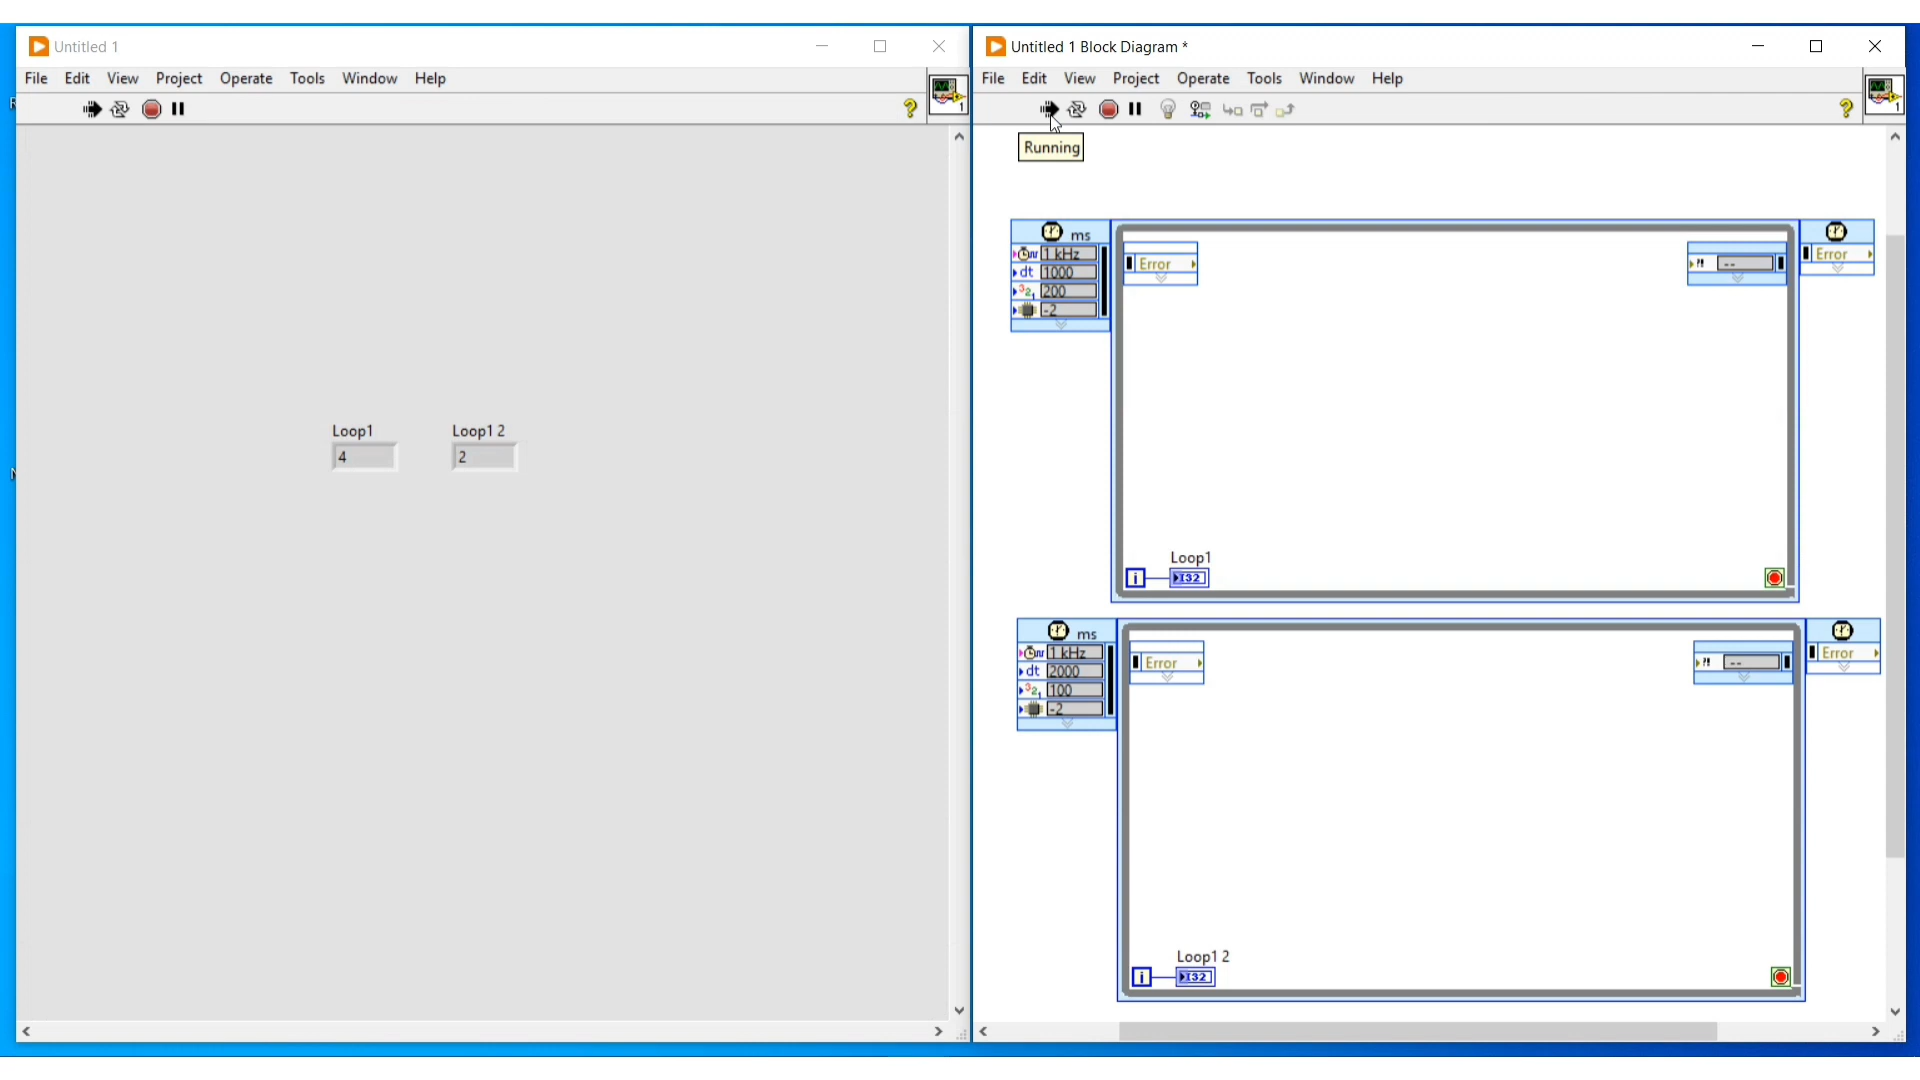 Untitled 1
File Edit View Project Operate Tools Window Help
1
Loop1
4
Loop1 2
2
Untitled 1 Block Diagram *
File Edit View Project Operate Tools Window Help
1
Running
ms
1 kHz
dt 1000
200
-2
Error
--
Error
Loop1
i
I32
ms
1 kHz
dt 2000
100
-2
Error
--
Error
Loop1 2
i
I32